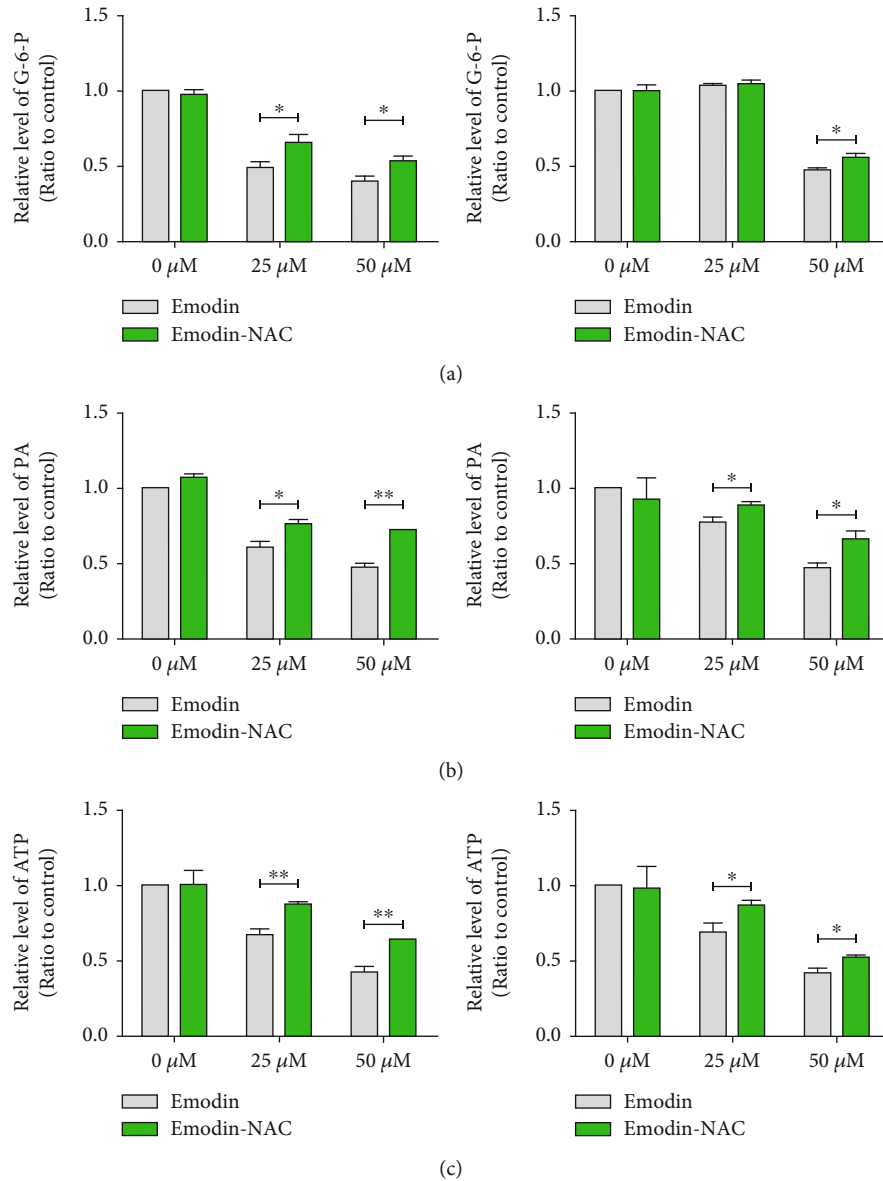 Relative level of G-6-P
(Ratio to control)
1.5
1.0
0.5
0.0
*
*
0 μM
25 μM
50 μM
Emodin
Emodin-NAC
Relative level of G-6-P
(Ratio to control)
1.5
1.0
0.5
0.0
*
0 μM
25 μM
50 μM
Emodin
Emodin-NAC
(a)
Relative level of PA
(Ratio to control)
1.5
1.0
0.5
0.0
*
**
0 μM
25 μM
50 μM
Emodin
Emodin-NAC
Relative level of PA
(Ratio to control)
1.5
1.0
0.5
0.0
*
*
0 μM
25 μM
50 μM
Emodin
Emodin-NAC
(b)
Relative level of ATP
(Ratio to control)
1.5
1.0
0.5
0.0
**
**
0 μM
25 μM
50 μM
Emodin
Emodin-NAC
Relative level of ATP
(Ratio to control)
1.5
1.0
0.5
0.0
*
*
0 μM
25 μM
50 μM
Emodin
Emodin-NAC
(c)